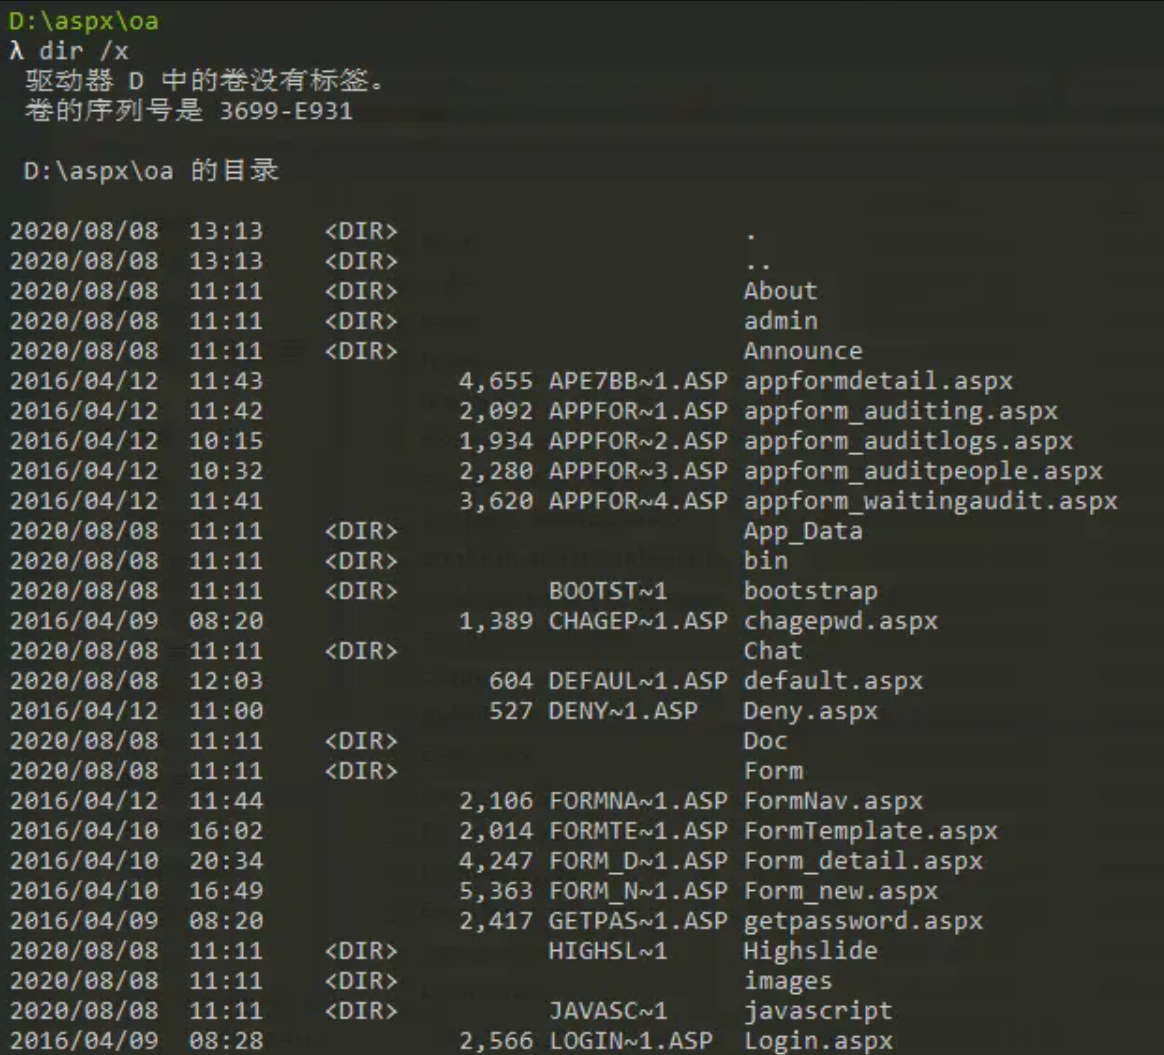 D:\aspx\oa
λ dir /x
驱动器 D 中的卷没有标签。
卷的序列号是 3699-E931
D:\aspx\oa 的目录
2020/08/08  13:13    <DIR>                       .
2020/08/08  13:13    <DIR>                       ..
2020/08/08  11:11    <DIR>                       About
2020/08/08  11:11    <DIR>                       admin
2020/08/08  11:11    <DIR>                       Announce
2016/04/12  11:43             4,655 APE7BB~1.ASP appformdetail.aspx
2016/04/12  11:42             2,092 APPFOR~1.ASP appform_auditing.aspx
2016/04/12  10:15             1,934 APPFOR~2.ASP appform_auditlogs.aspx
2016/04/12  10:32             2,280 APPFOR~3.ASP appform_auditpeople.aspx
2016/04/12  11:41             3,620 APPFOR~4.ASP appform_waitingaudit.aspx
2020/08/08  11:11    <DIR>                       App_Data
2020/08/08  11:11    <DIR>                       bin
2020/08/08  11:11    <DIR>          BOOTST~1     bootstrap
2016/04/09  08:20             1,389 CHAGEP~1.ASP chagepwd.aspx
2020/08/08  11:11    <DIR>                       Chat
2020/08/08  12:03               604 DEFAUL~1.ASP default.aspx
2016/04/12  11:00               527 DENY~1.ASP   Deny.aspx
2020/08/08  11:11    <DIR>                       Doc
2020/08/08  11:11    <DIR>                       Form
2016/04/12  11:44             2,106 FORMNA~1.ASP FormNav.aspx
2016/04/10  16:02             2,014 FORMTE~1.ASP FormTemplate.aspx
2016/04/10  20:34             4,247 FORM_D~1.ASP Form_detail.aspx
2016/04/10  16:49             5,363 FORM_N~1.ASP Form_new.aspx
2016/04/09  08:20             2,417 GETPAS~1.ASP getpassword.aspx
2020/08/08  11:11    <DIR>          HIGHSL~1     Highslide
2020/08/08  11:11    <DIR>                       images
2020/08/08  11:11    <DIR>          JAVASC~1     javascript
2016/04/09  08:28             2,566 LOGIN~1.ASP  Login.aspx